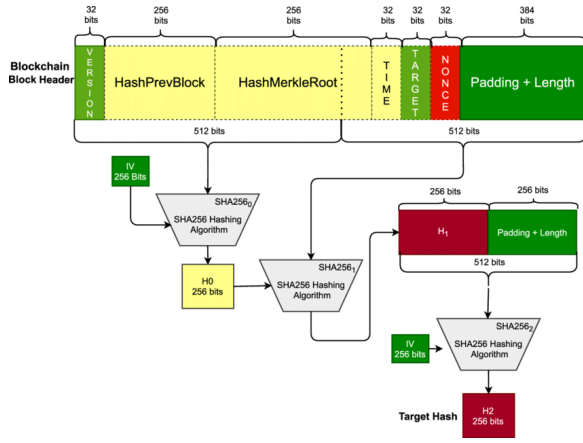 32
bits
256
bits
256
bits
32
bits
32
bits
32
bits
384
bits
Blockchain
Block Header
VERSION
HashPrevBlock
HashMerkleRoot
TIME
TARGET
NONCE
Padding + Length
512 bits
512 bits
IV
256 Bits
SHA256₀
SHA256 Hashing
Algorithm
H0
256 bits
SHA256₁
SHA256 Hashing
Algorithm
256 bits
256 bits
H₁
Padding + Length
512 bits
IV
256 bits
SHA256₂
SHA256 Hashing
Algorithm
Target Hash
H2
256 bits